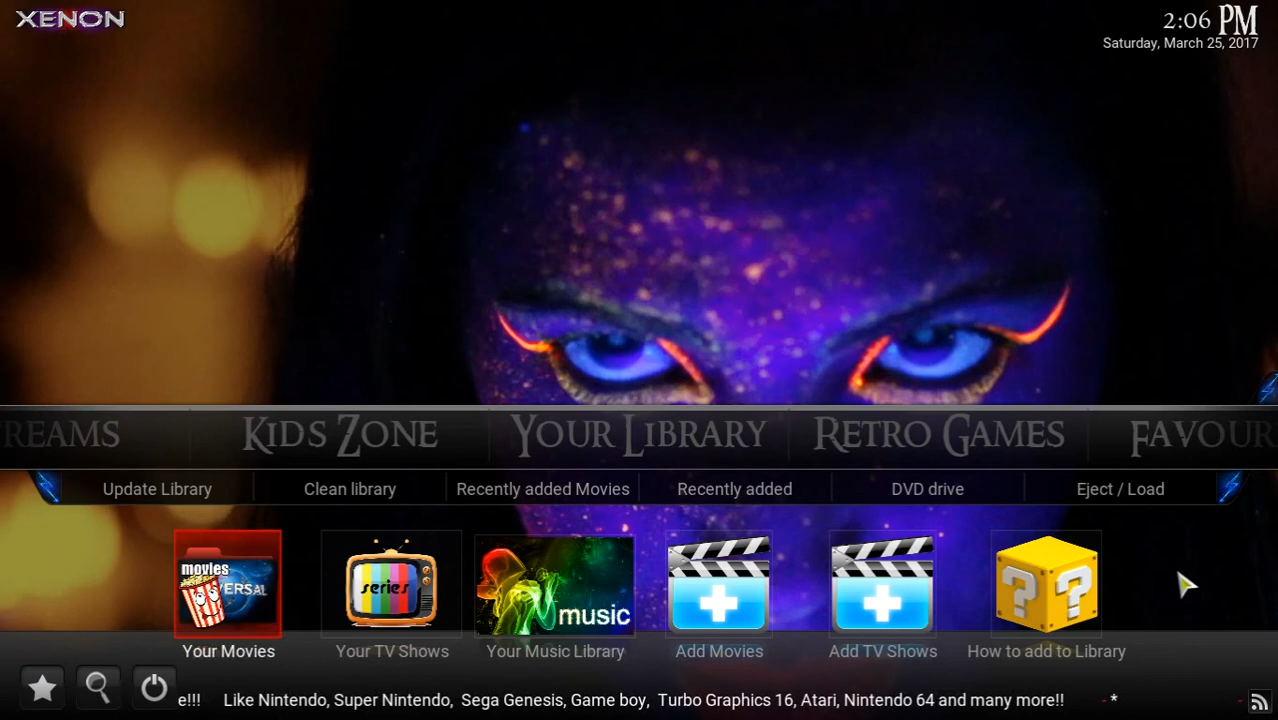 XENON
2:06 PM
Saturday, March 25, 2017
REAMS KIDS ZONE YOUR LIBRARY RETRO GAMES FAVOUR
Update Library Clean library Recently added Movies Recently added DVD drive Eject / Load
movies
ERSAL
series
music
Your Movies Your TV Shows Your Music Library Add Movies Add TV Shows How to add to Library
e!!! Like Nintendo, Super Nintendo, Sega Genesis, Game boy, Turbo Graphics 16, Atari, Nintendo 64 and many more!! - *